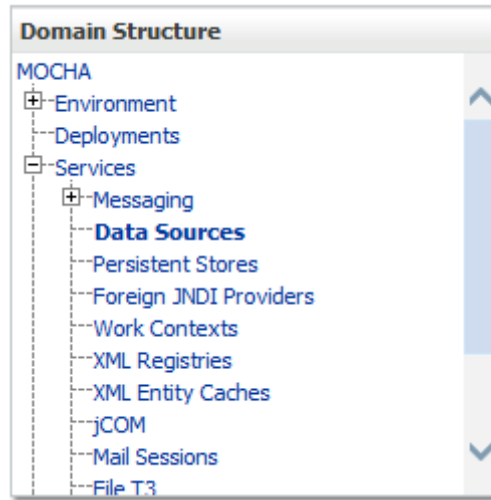 Domain Structure
MOCHA
Environment
Deployments
Services
Messaging
Data Sources
Persistent Stores
Foreign JNDI Providers
Work Contexts
XML Registries
XML Entity Caches
jCOM
Mail Sessions
File T3